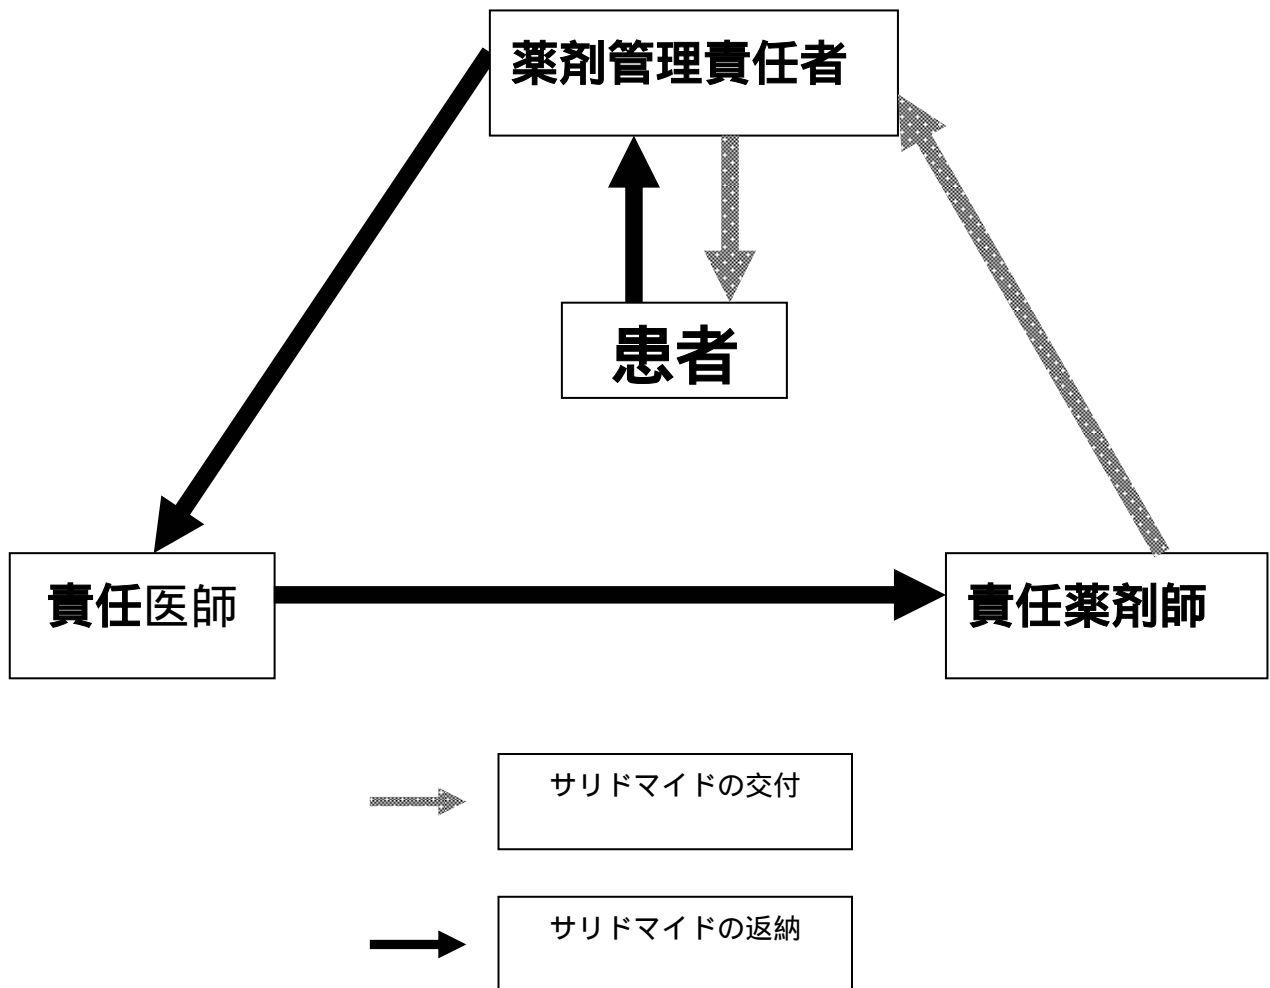 薬剤管理責任者
患者
責任医師
責任薬剤師
サリドマイドの交付
サリドマイドの返納